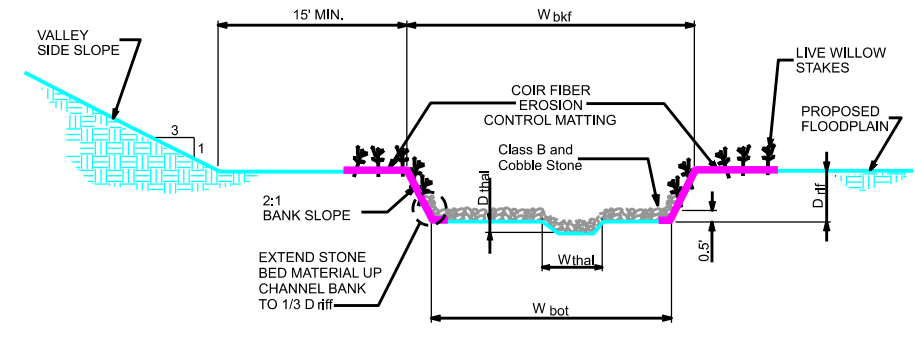 15' MIN.
W bkf
VALLEY
SIDE SLOPE
LIVE WILLOW
STAKES
COIR FIBER
EROSION
CONTROL MATTING
PROPOSED
FLOODPLAIN
3
1
Class B and
Cobble Stone
D thal
D riff
2:1
BANK SLOPE
0.5'
EXTEND STONE
BED MATERIAL UP
CHANNEL BANK
TO 1/3 D riff
W thal
W bot